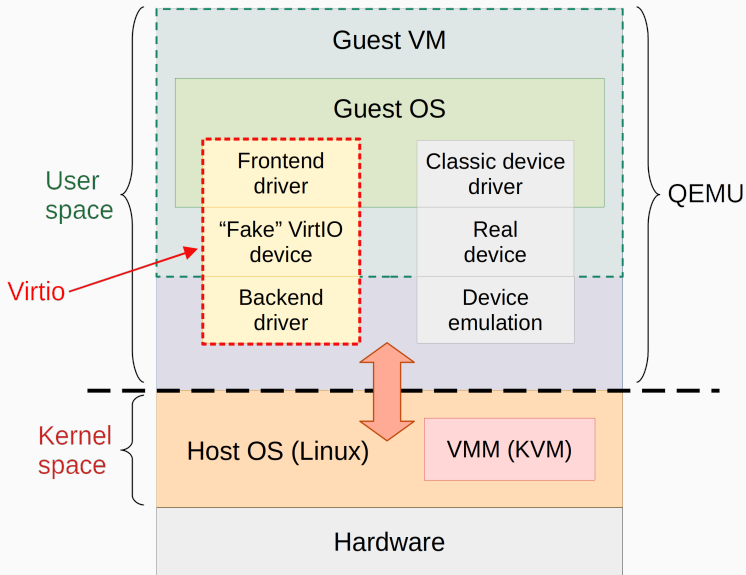 Guest VM
Guest OS
Frontend
driver
Classic device
driver
User
space
QEMU
“Fake” VirtIO
device
Real
device
Virtio
Backend
driver
Device
emulation
Kernel
space
Host OS (Linux)
VMM (KVM)
Hardware